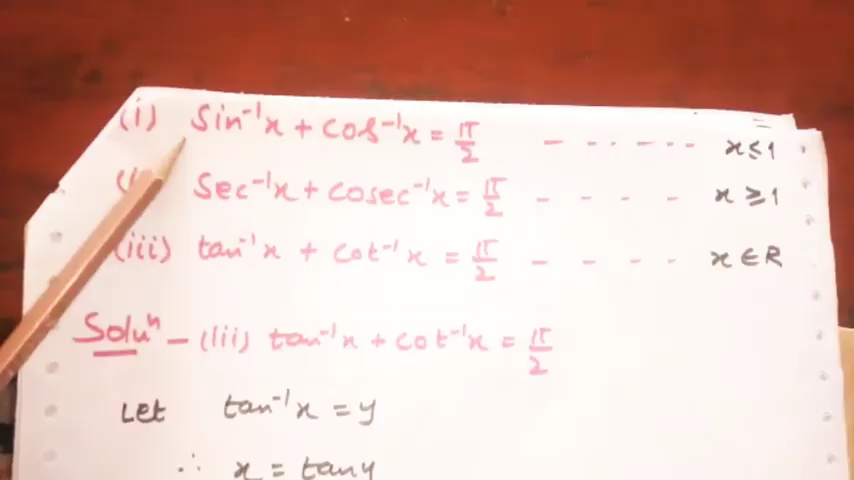 (i) Sin⁻¹x + cos⁻¹x = π/2 - - - - - - x ≤ 1
Sec⁻¹x + cosec⁻¹x = π/2 - - - - x ≥ 1
(iii) tan⁻¹x + cot⁻¹x = π/2 - - - - x ∈ R
Soluⁿ - (iii) tan⁻¹x + cot⁻¹x = π/2
Let tan⁻¹x = y
∴ x = tany